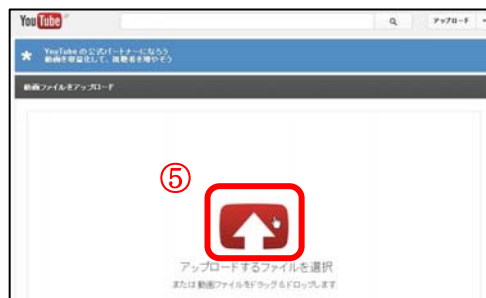 YouTube JP
アップロード
YouTube の公式パートナーになろう
動画を収益化して、視聴者を増やそう
動画ファイルをアップロード
⑤
アップロードするファイルを選択
または 動画ファイルをドラッグ＆ドロップします